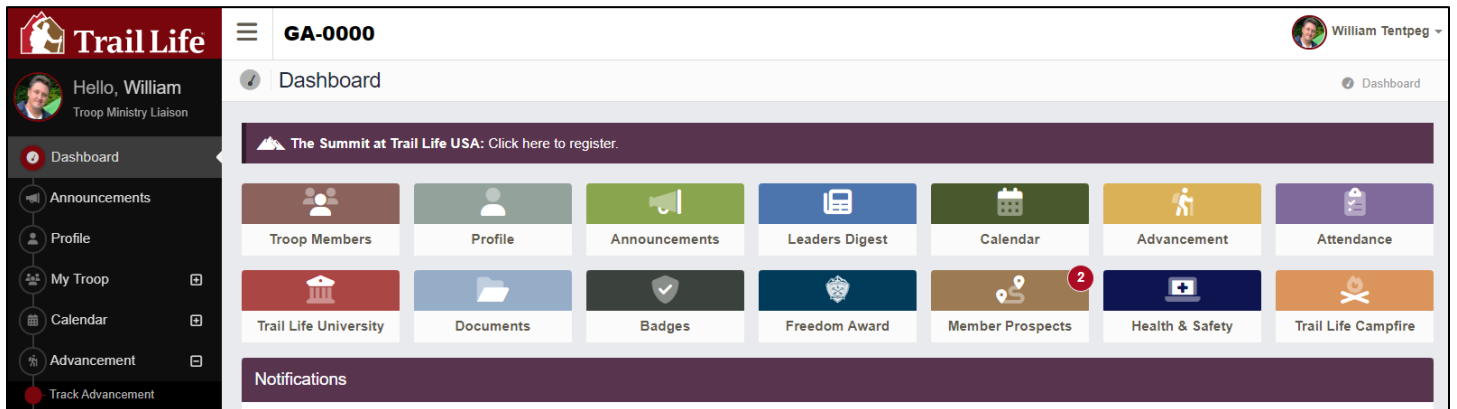 Trail Life
GA-0000
William Tentpeg
Hello, William
Troop Ministry Liaison
Dashboard
Dashboard
The Summit at Trail Life USA: Click here to register.
Dashboard
Announcements
Profile
My Troop
Calendar
Advancement
Track Advancement
Troop Members
Profile
Announcements
Leaders Digest
Calendar
Advancement
Attendance
Trail Life University
Documents
Badges
Freedom Award
2
Member Prospects
Health & Safety
Trail Life Campfire
Notifications